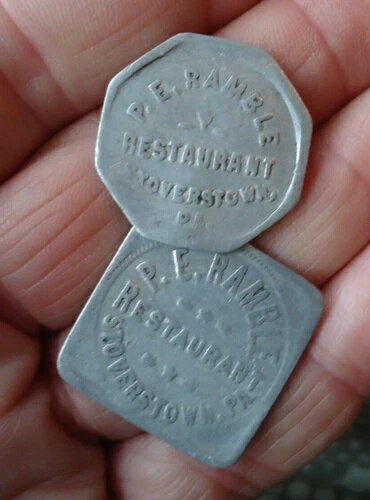 P. E. RAMBLE
RESTAURANT
STOVERSTOWN,
PA.
P. E. RAMBLE
RESTAURANT
STOVERSTOWN, PA.